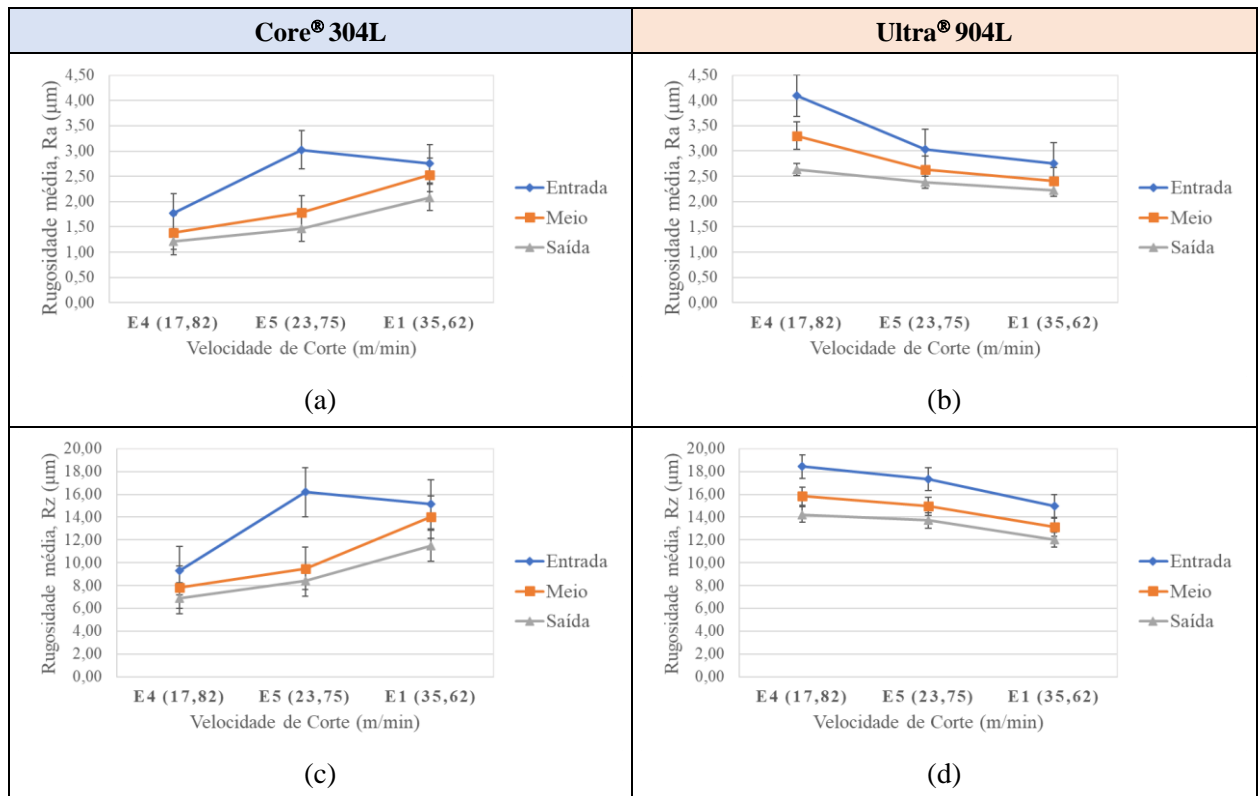 Core® 304L
Ultra® 904L
Rugosidade média, Ra (μm)
4,50
4,00
3,50
3,00
2,50
2,00
1,50
1,00
0,50
0,00
E4 (17,82) E5 (23,75) E1 (35,62)
Velocidade de Corte (m/min)
Entrada
Meio
Saída
(a)
Rugosidade média, Ra (μm)
4,50
4,00
3,50
3,00
2,50
2,00
1,50
1,00
0,50
0,00
E4 (17,82) E5 (23,75) E1 (35,62)
Velocidade de Corte (m/min)
Entrada
Meio
Saída
(b)
Rugosidade média, Rz (μm)
20,00
18,00
16,00
14,00
12,00
10,00
8,00
6,00
4,00
2,00
0,00
E4 (17,82) E5 (23,75) E1 (35,62)
Velocidade de Corte (m/min)
Entrada
Meio
Saída
(c)
Rugosidade média, Rz (μm)
20,00
18,00
16,00
14,00
12,00
10,00
8,00
6,00
4,00
2,00
0,00
E4 (17,82) E5 (23,75) E1 (35,62)
Velocidade de Corte (m/min)
Entrada
Meio
Saída
(d)